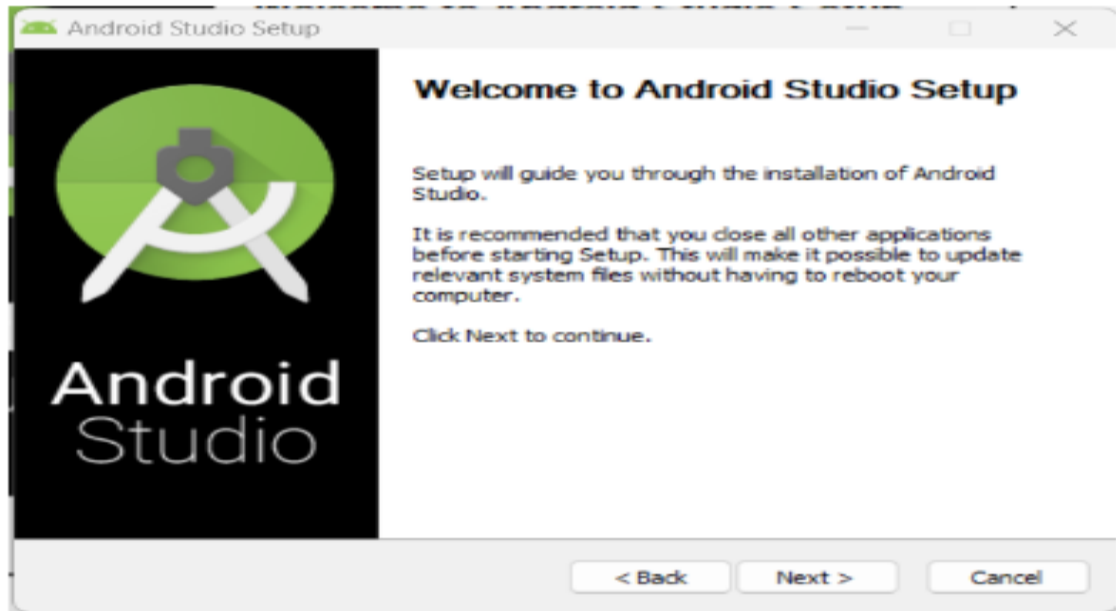 Android Studio Setup
Welcome to Android Studio Setup
Setup will guide you through the installation of Android
Studio.
It is recommended that you close all other applications
before starting Setup. This will make it possible to update
relevant system files without having to reboot your
computer.
Click Next to continue.
Android
Studio
< Back
Next >
Cancel